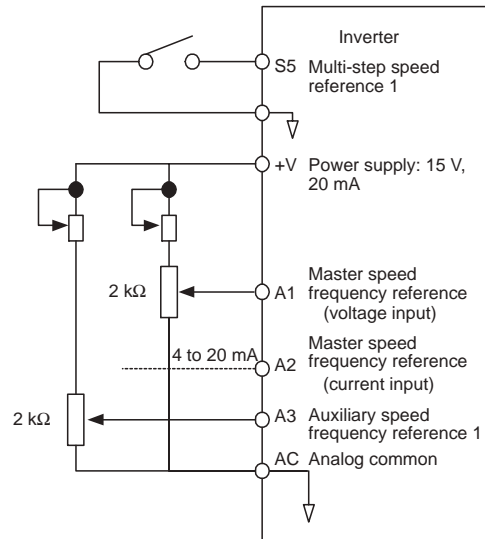 Inverter
S5 Multi-step speed
reference 1
+V Power supply: 15 V,
20 mA
2 kΩ
A1 Master speed
frequency reference
(voltage input)
4 to 20 mA
A2 Master speed
frequency reference
(current input)
2 kΩ
A3 Auxiliary speed
frequency reference 1
AC Analog common